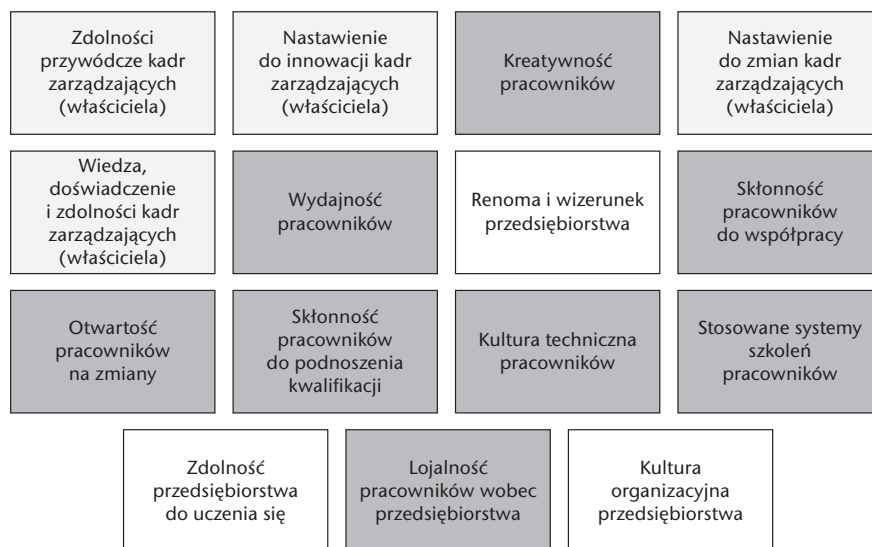 Zdolności
przywódcze kadr
zarządzających
(właściciela)
Nastawienie
do innowacji kadr
zarządzających
(właściciela)
Kreatywność
pracowników
Nastawienie
do zmian kadr
zarządzających
(właściciela)
Wiedza,
doświadczenie
i zdolności kadr
zarządzających
(właściciela)
Wydajność
pracowników
Renoma i wizerunek
przedsiębiorstwa
Skłonność
pracowników
do współpracy
Otwartość
pracowników
na zmiany
Skłonność
pracowników
do podnoszenia
kwalifikacji
Kultura techniczna
pracowników
Stosowane systemy
szkoleń
pracowników
Zdolność
przedsiębiorstwa
do uczenia się
Lojalność
pracowników wobec
przedsiębiorstwa
Kultura
organizacyjna
przedsiębiorstwa